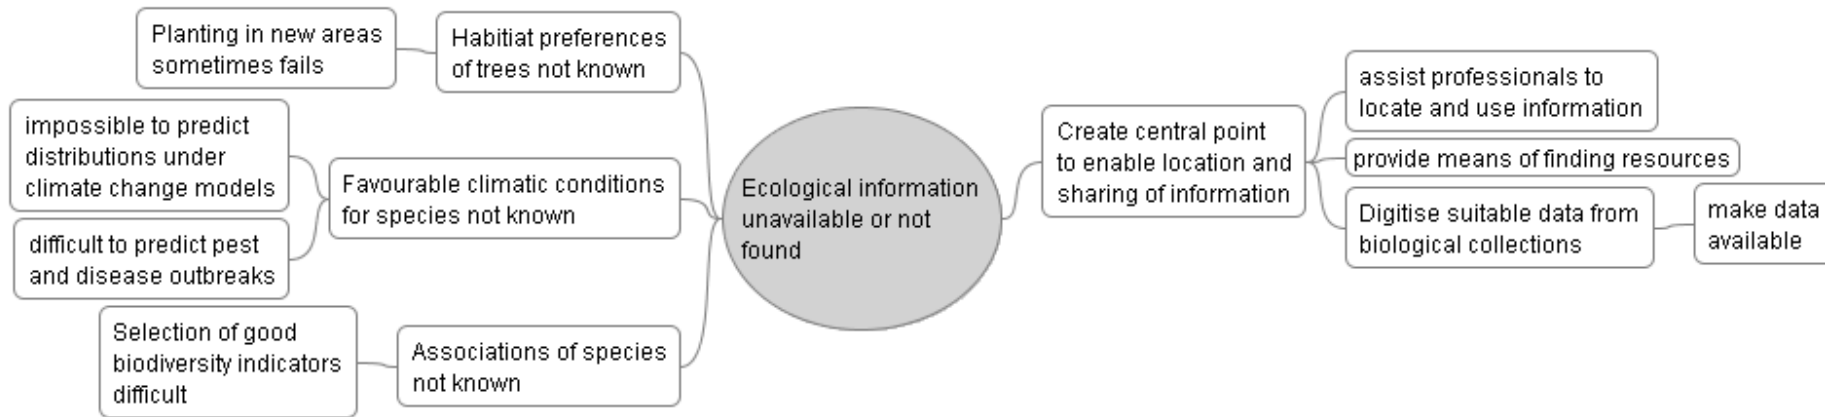 Planting in new areas
sometimes fails
Habitiat preferences
of trees not known
impossible to predict
distributions under
climate change models
difficult to predict pest
and disease outbreaks
Favourable climatic conditions
for species not known
Selection of good
biodiversity indicators
difficult
Associations of species
not known
Ecological information
unavailable or not
found
Create central point
to enable location and
sharing of information
assist professionals to
locate and use information
provide means of finding resources
Digitise suitable data from
biological collections
make data
available